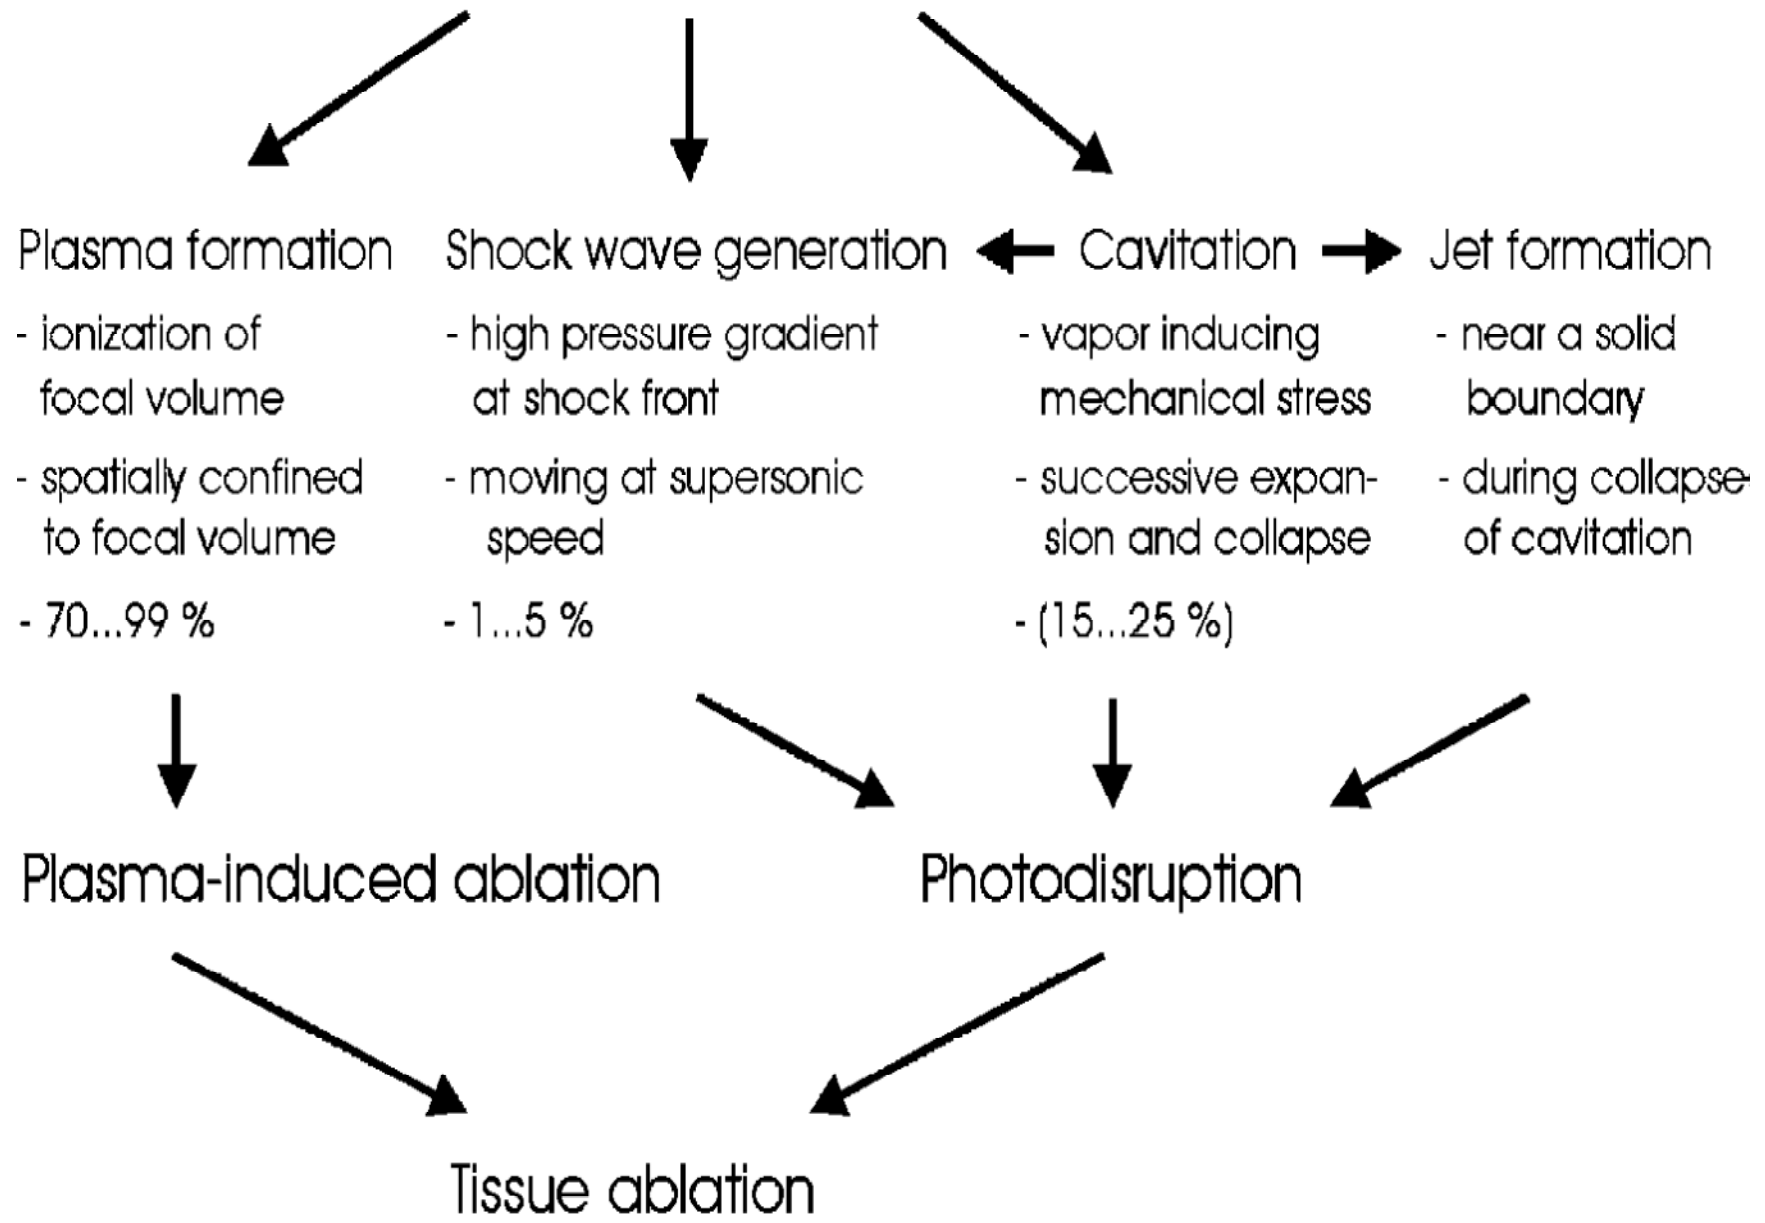 Plasma formation
- ionization of
focal volume
- spatially confined
to focal volume
- 70...99 %
Shock wave generation
- high pressure gradient
at shock front
- moving at supersonic
speed
- 1...5 %
Cavitation
- vapor inducing
mechanical stress
- successive expan-
sion and collapse
- (15...25 %)
Jet formation
- near a solid
boundary
- during collapse
of cavitation
Plasma-induced ablation
Photodisruption
Tissue ablation